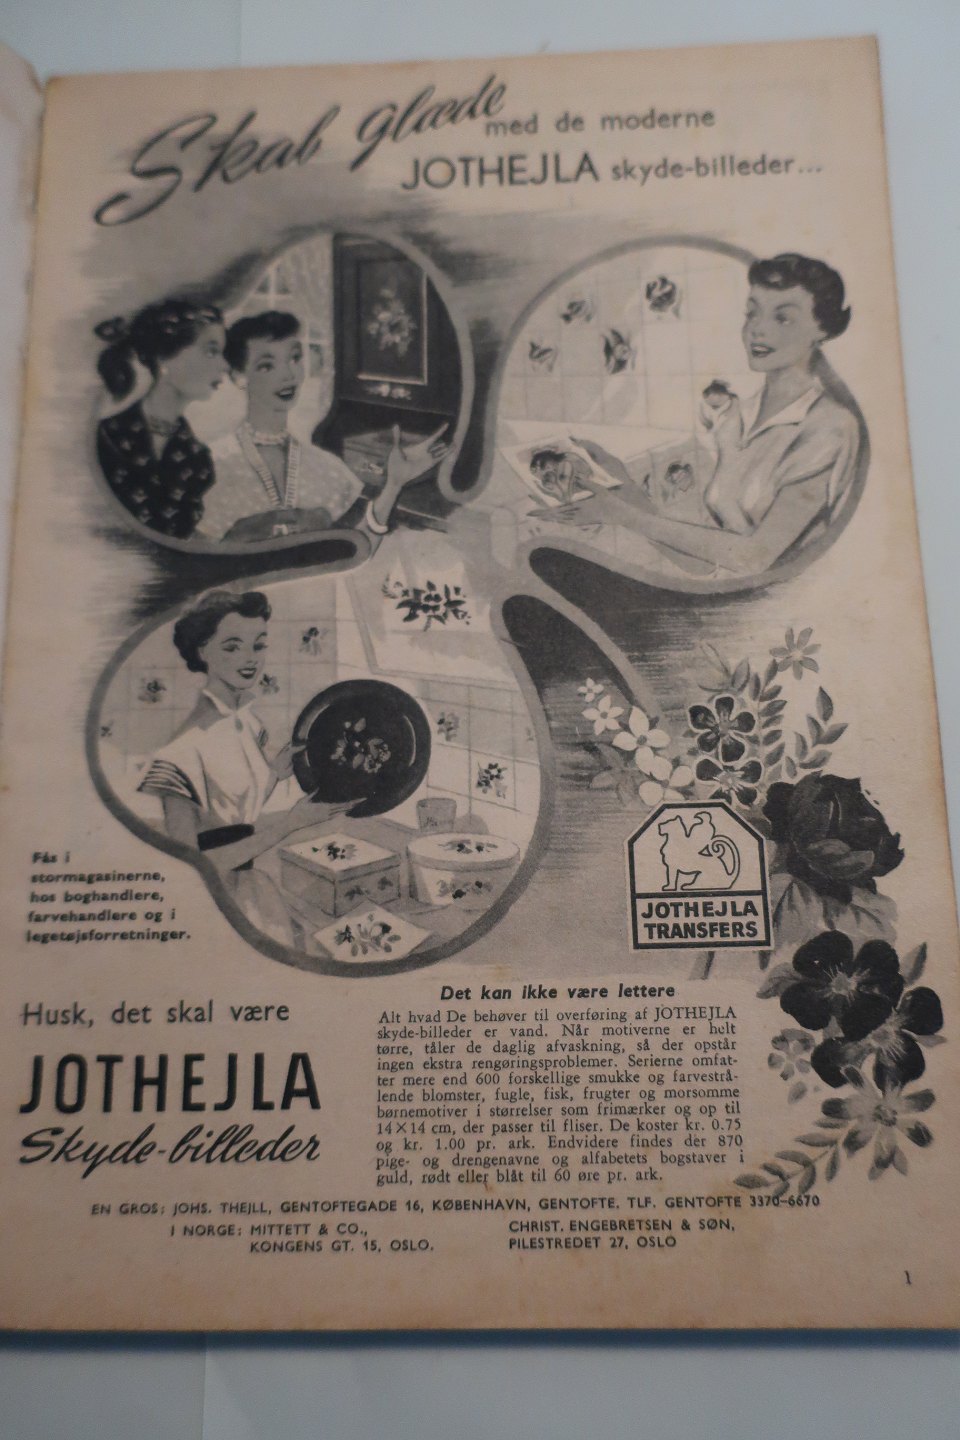 Skab glæde
med de moderne
JOTHEJLA skyde-billeder...
Fås i
stormagasinerne,
hos boghandlere,
farvehandlere og i
legetøjsforretninger.
JOTHEJLA
TRANSFERS
Husk, det skal være
JOTHEJLA
Skyde-billeder
Det kan ikke være lettere
Alt hvad De behøver til overføring af JOTHEJLA
skyde-billeder er vand. Når motiverne er helt
tørre, tåler de daglig afvaskning, så der opstår
ingen ekstra rengøringsproblemer. Serierne omfat-
ter mere end 600 forskellige smukke og farvestrå-
lende blomster, fugle, fisk, frugter og morsomme
børnemotiver i størrelser som frimærker og op til
14×14 cm, der passer til fliser. De koster kr. 0.75
og kr. 1.00 pr. ark. Endvidere findes der 870
pige- og drengenavne og alfabetets bogstaver i
guld, rødt eller blåt til 60 øre pr. ark.
EN GROS: JOHS. THEJLL, GENTOFTEGADE 16, KØBENHAVN, GENTOFTE. TLF. GENTOFTE 3370-6670
I NORGE: MITTETT & CO.,
KONGENS GT. 15, OSLO.
CHRIST. ENGEBRETSEN & SØN,
PILESTREDET 27, OSLO
1